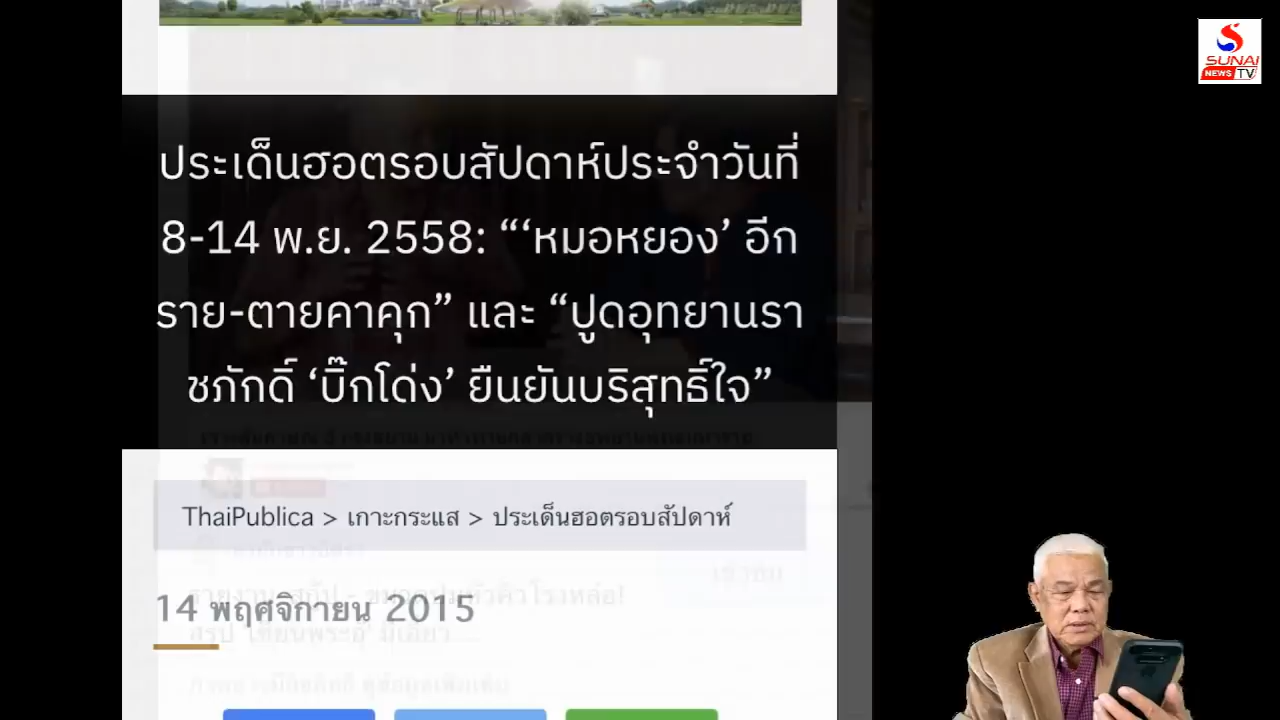 SUNAI
NEWS TV
ประเด็นฮอตรอบสัปดาห์ประจำวันที่
8-14 พ.ย. 2558: “‘หมอหยอง’ อีก
ราย-ตายคาคุก” และ “ปูดอุทยานรา
ชภักดิ์ ‘บิ๊กโด่ง’ ยืนยันบริสุทธิ์ใจ”
ThaiPublica > เกาะกระแส > ประเด็นฮอตรอบสัปดาห์
14 พฤศจิกายน 2015